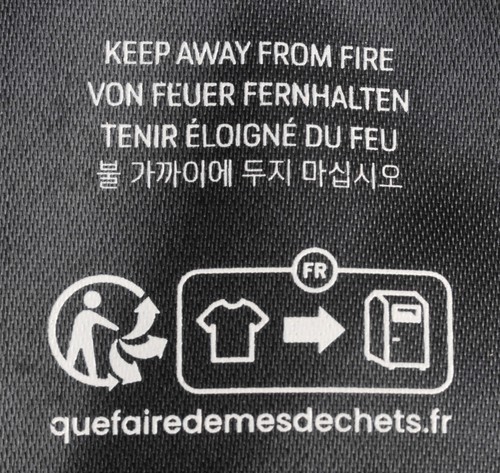 KEEP AWAY FROM FIRE
VON FEUER FERNHALTEN
TENIR ÉLOIGNÉ DU FEU
불 가까이에 두지 마십시오
FR
quefairedemesdechets.fr